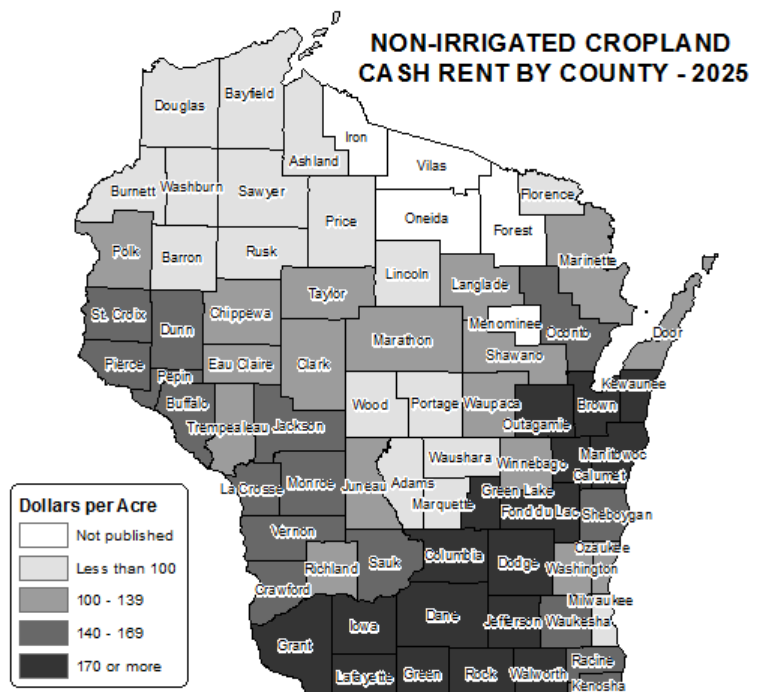 NON-IRRIGATED CROPLAND
CASH RENT BY COUNTY - 2025
Douglas
Bayfield
Iron
Ashland
Vilas
Burnett
Washburn
Sawyer
Florence
Price
Oneida
Forest
Polk
Barron
Rusk
Marinette
Lincoln
Langlade
Taylor
St. Croix
Chippewa
Dunn
Menominee
Oconto
Door
Marathon
Shawano
Pierce
Eau Claire
Clark
Pepin
Kewaunee
Buffalo
Wood
Portage
Waupaca
Brown
Trempealeau
Jackson
Outagamie
Waushara
Manitowoc
Winnebago
Calumet
La Crosse
Monroe
Juneau
Adams
Green Lake
Marquette
Fond du Lac
Sheboygan
Vernon
Ozaukee
Columbia
Dodge
Washington
Richland
Sauk
Crawford
Milwaukee
Dane
Jefferson
Waukesha
Iowa
Grant
Racine
Lafayette
Green
Rock
Walworth
Kenosha
Dollars per Acre
Not published
Less than 100
100 - 139
140 - 169
170 or more